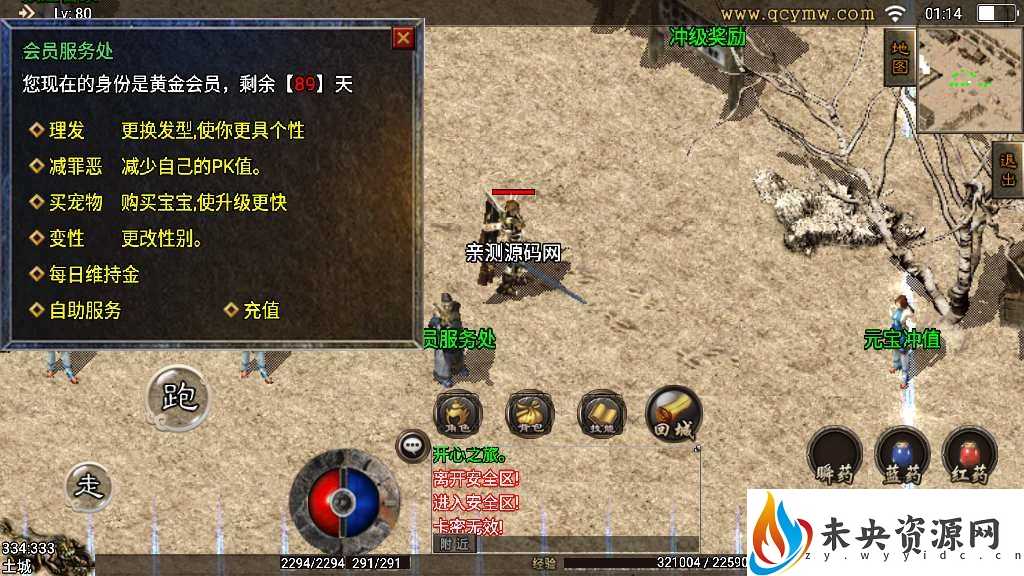 Lv: 80
www.qcymw.com
01:14
会员服务处
您现在的身份是黄金会员，剩余【89】天
理发 更换发型,使你更具个性
减罪恶 减少自己的PK值。
买宠物 购买宝宝,使升级更快
变性 更改性别。
每日维持金
自助服务 充值
冲级奖励
地图
退出
亲测源码网
员服务处
元宝冲值
跑
走
角色
背包
技能
回城
瞬药
蓝药
红药
开心之旅。
离开安全区!
进入安全区!
卡密无效!
附近
334:333
土城
2294/2294 291/291
经验
321004 / 22590
未央资源网
zy.wyyidc.cn